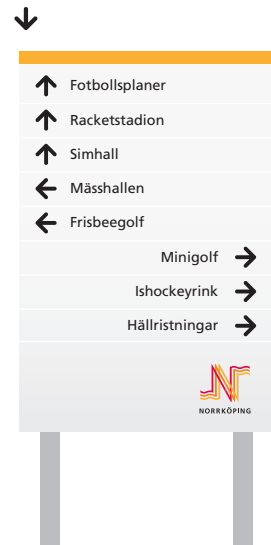 Fotbollsplaner
Racketstadion
Simhall
Mässhallen
Frisbeegolf
Minigolf
Ishockeyrink
Hällristningar
NORRKÖPING